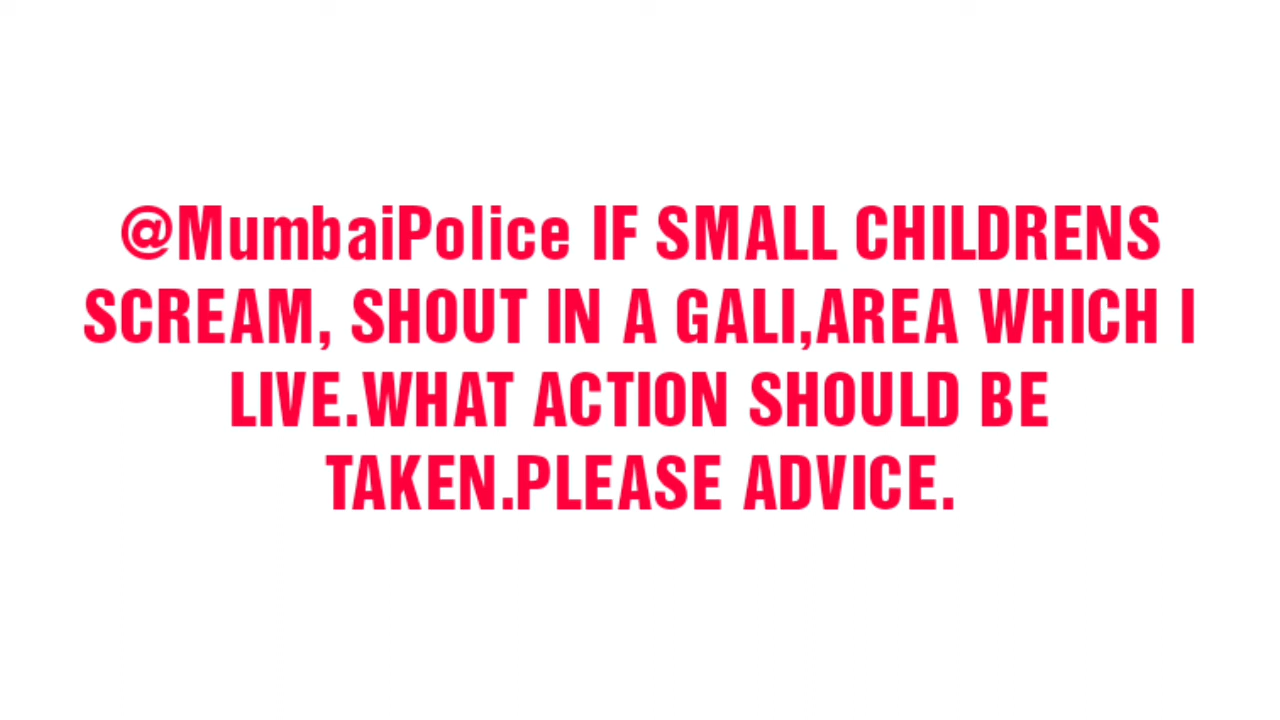 @MumbaiPolice IF SMALL CHILDRENS
SCREAM, SHOUT IN A GALI,AREA WHICH I
LIVE.WHAT ACTION SHOULD BE
TAKEN.PLEASE ADVICE.